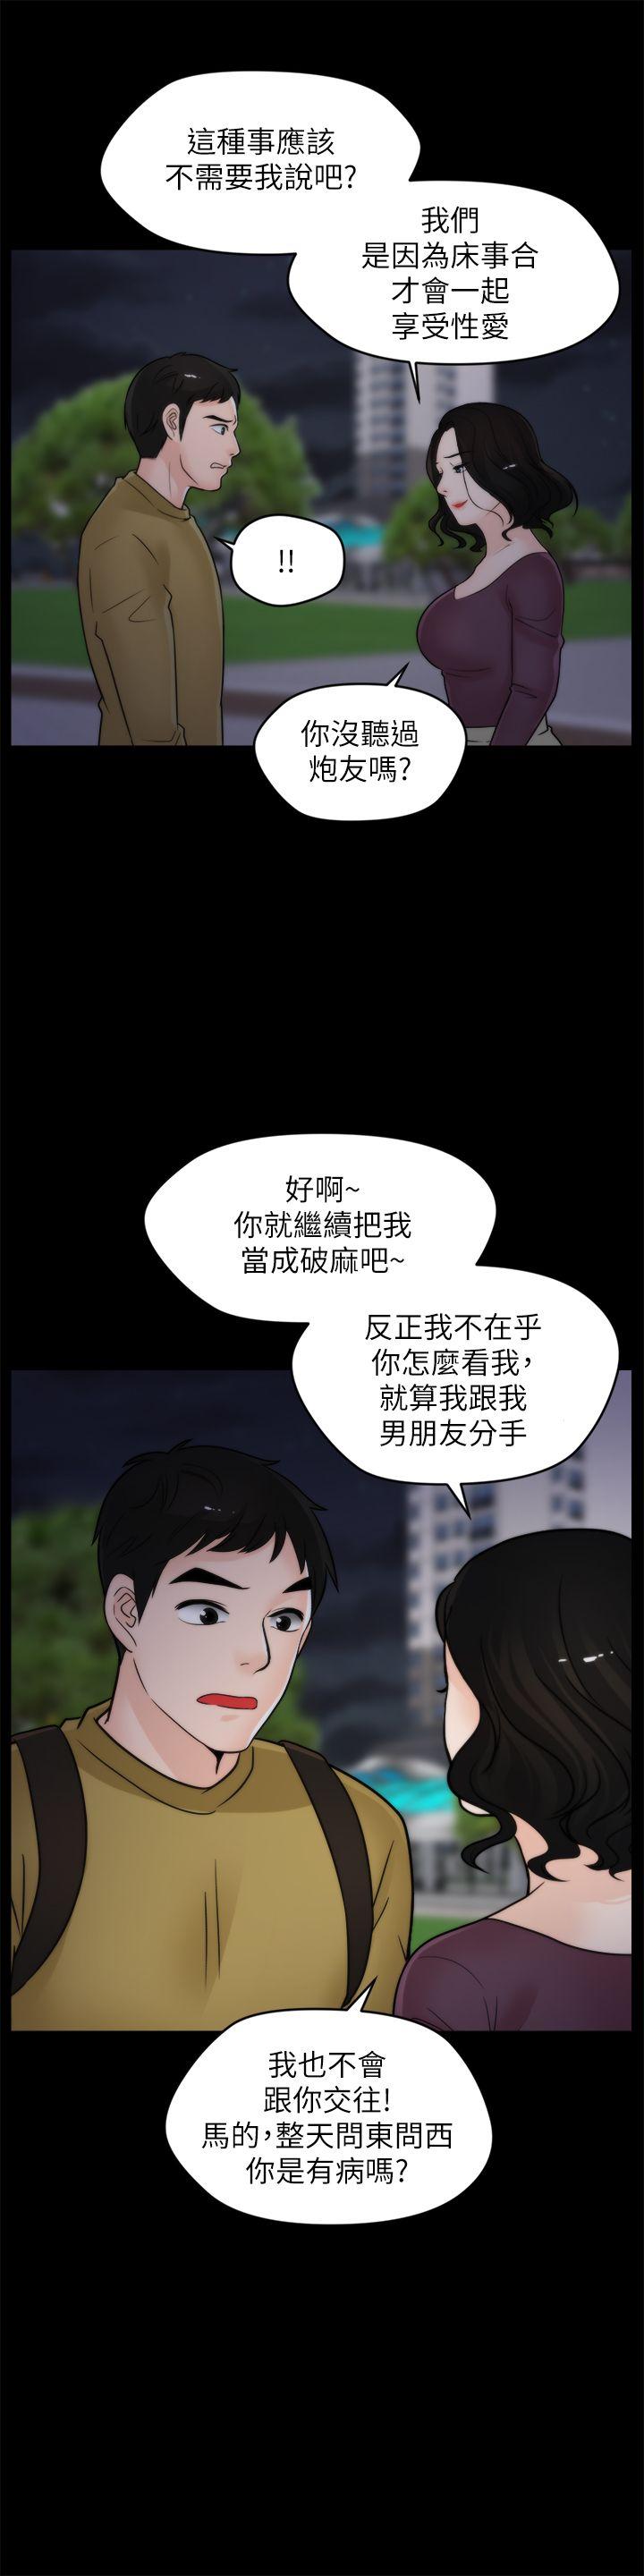 這種事應該
不需要我說吧?
我們
是因為床事合
才會一起
享受性愛
!!
你沒聽過
炮友嗎?
好啊~
你就繼續把我
當成破麻吧~
反正我不在乎
你怎麼看我，
就算我跟我
男朋友分手
我也不會
跟你交往!
馬的，整天問東問西
你是有病嗎?